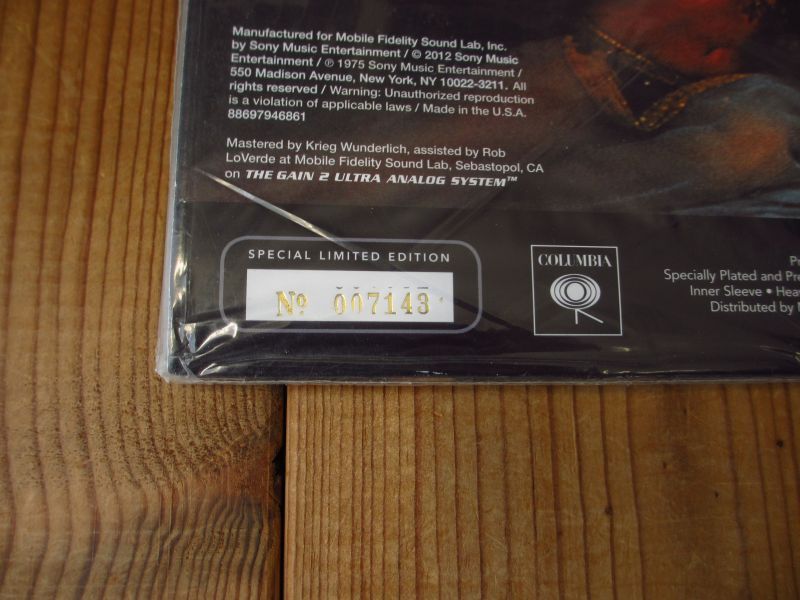 Manufactured for Mobile Fidelity Sound Lab, Inc.
by Sony Music Entertainment / © 2012 Sony Music
Entertainment / ℗ 1975 Sony Music Entertainment /
550 Madison Avenue, New York, NY 10022-3211. All
rights reserved / Warning: Unauthorized reproduction
is a violation of applicable laws / Made in the U.S.A.
88697946861
Mastered by Krieg Wunderlich, assisted by Rob
LoVerde at Mobile Fidelity Sound Lab, Sebastopol, CA
on THE GAIN 2 ULTRA ANALOG SYSTEM™
SPECIAL LIMITED EDITION
Nº 007143
COLUMBIA
Specially Plated and
Inner Sleeve •
Distributed by